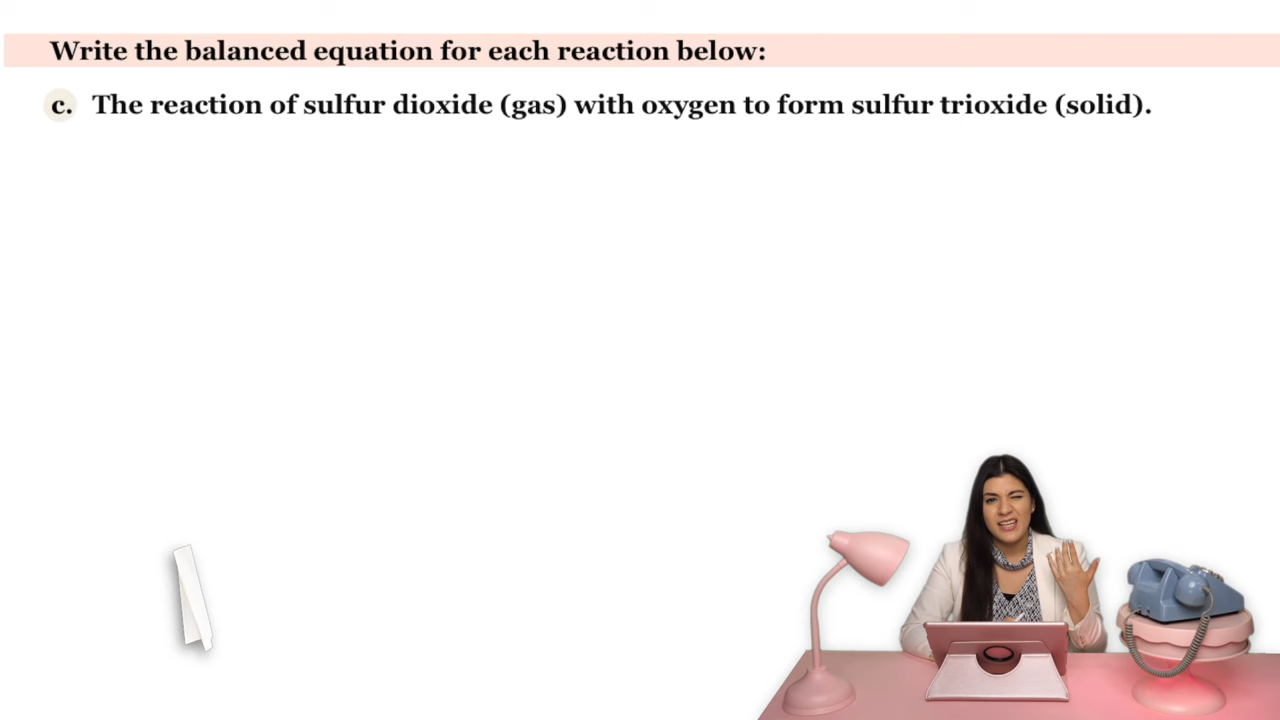 Write the balanced equation for each reaction below:
c. The reaction of sulfur dioxide (gas) with oxygen to form sulfur trioxide (solid).